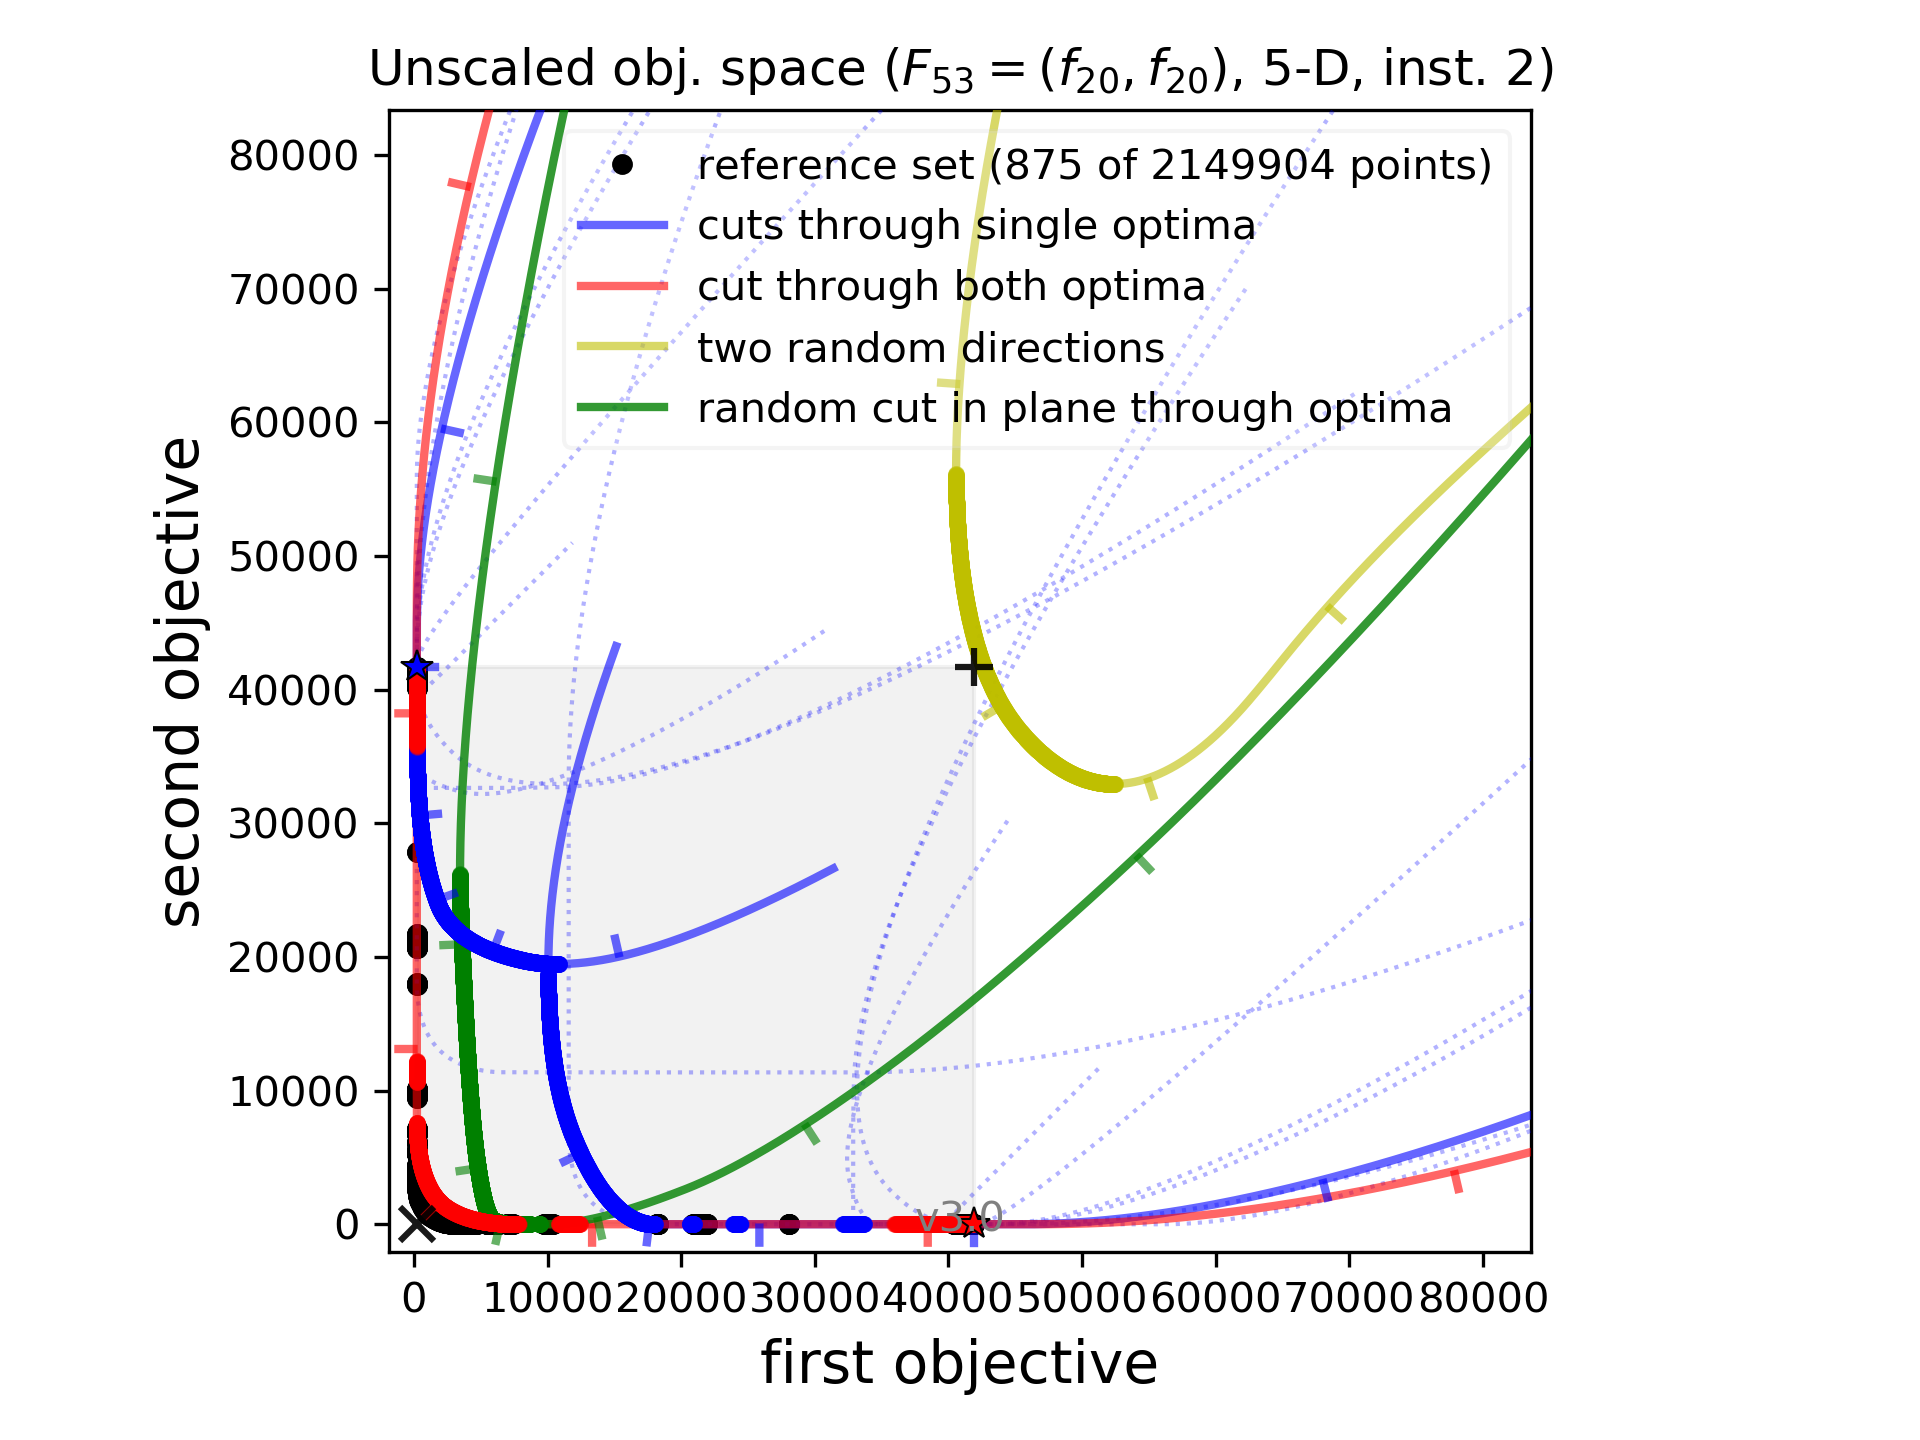 Unscaled obj. space (F₅₃ = (f₂₀, f₂₀), 5-D, inst. 2)
reference set (875 of 2149904 points)
cuts through single optima
cut through both optima
two random directions
random cut in plane through optima
80000
70000
60000
50000
40000
30000
20000
10000
0
second objective
v3.0
0 10000 20000 30000 40000 50000 60000 70000 80000
first objective